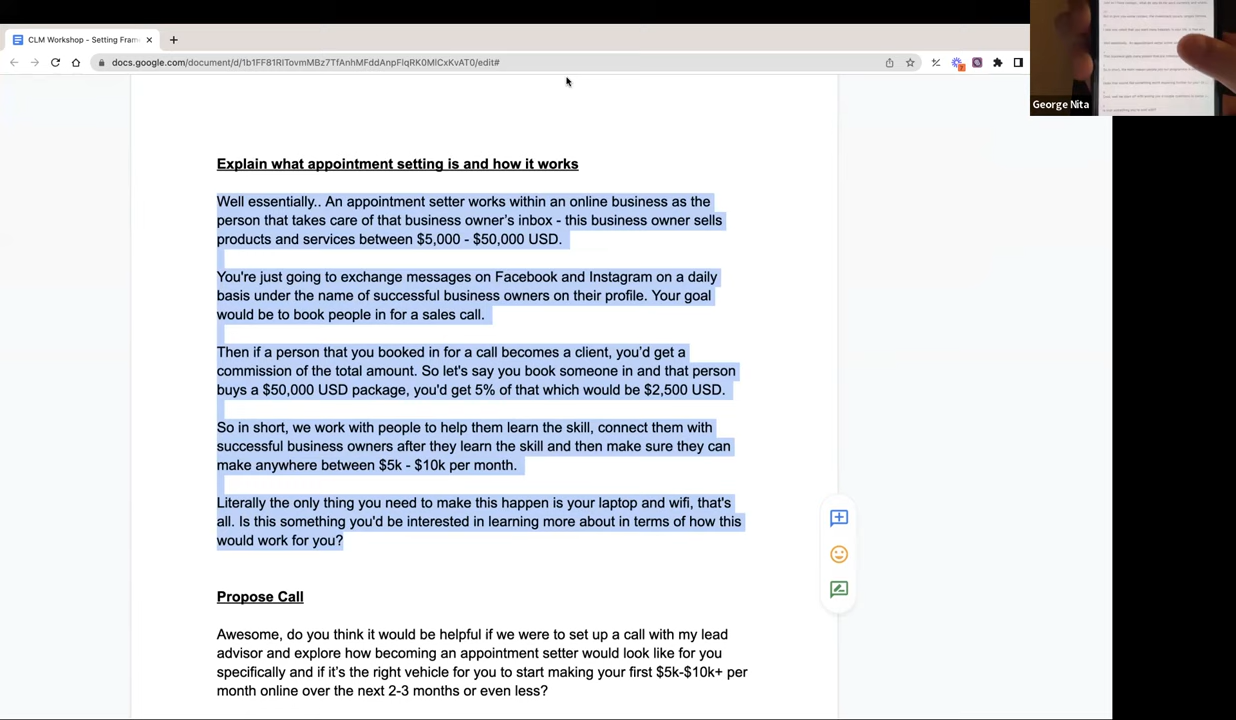 CLM Workshop - Setting Fram
docs.google.com/document/d/1b1FF81RITovmMBz7TfAnhMFddAnpFlqRK0MlCxKvAT0/edit#
George Nita
Explain what appointment setting is and how it works
Well essentially.. An appointment setter works within an online business as the
person that takes care of that business owner's inbox - this business owner sells
products and services between $5,000 - $50,000 USD.
You're just going to exchange messages on Facebook and Instagram on a daily
basis under the name of successful business owners on their profile. Your goal
would be to book people in for a sales call.
Then if a person that you booked in for a call becomes a client, you'd get a
commission of the total amount. So let's say you book someone in and that person
buys a $50,000 USD package, you'd get 5% of that which would be $2,500 USD.
So in short, we work with people to help them learn the skill, connect them with
successful business owners after they learn the skill and then make sure they can
make anywhere between $5k - $10k per month.
Literally the only thing you need to make this happen is your laptop and wifi, that's
all. Is this something you'd be interested in learning more about in terms of how this
would work for you?
Propose Call
Awesome, do you think it would be helpful if we were to set up a call with my lead
advisor and explore how becoming an appointment setter would look like for you
specifically and if it's the right vehicle for you to start making your first $5k-$10k+ per
month online over the next 2-3 months or even less?